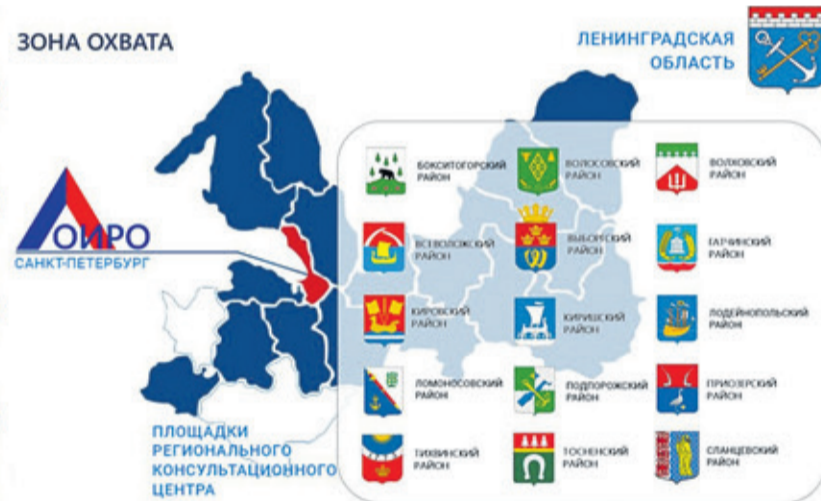 ЗОНА ОХВАТА
ЛЕНИНГРАДСКАЯ
ОБЛАСТЬ
ЛОИРО
САНКТ-ПЕТЕРБУРГ
БОКСИТОГОРСКИЙ
РАЙОН
ВОЛОСОВСКИЙ
РАЙОН
ВОЛХОВСКИЙ
РАЙОН
ВСЕВОЛОЖСКИЙ
РАЙОН
ВЫБОРГСКИЙ
РАЙОН
ГАТЧИНСКИЙ
РАЙОН
КИРОВСКИЙ
РАЙОН
КИРИШСКИЙ
РАЙОН
ЛОДЕЙНОПОЛЬСКИЙ
РАЙОН
ЛОМОНОСОВСКИЙ
РАЙОН
ПОДПОРОЖСКИЙ
РАЙОН
ПРИОЗЕРСКИЙ
РАЙОН
ТИХВИНСКИЙ
РАЙОН
ТОСНЕНСКИЙ
РАЙОН
СЛАНЦЕВСКИЙ
РАЙОН
ПЛОЩАДКИ
РЕГИОНАЛЬНОГО
КОНСУЛЬТАЦИОННОГО
ЦЕНТРА